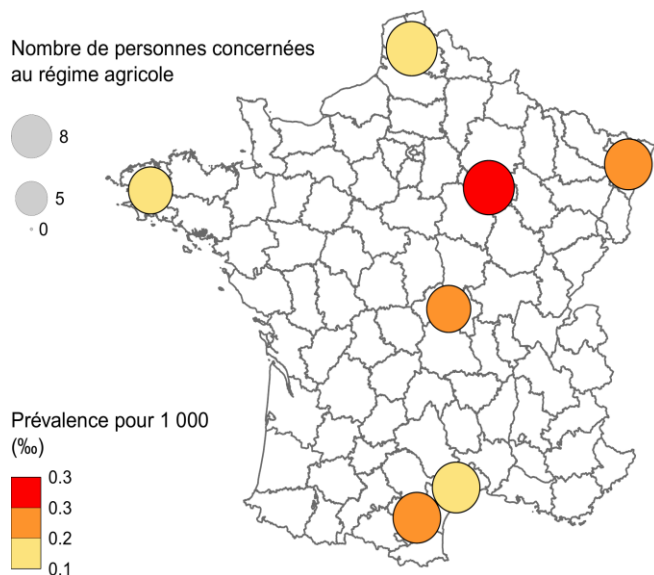 Nombre de personnes concernées
au régime agricole
8
5
0
Prévalence pour 1 000
(‰)
0.3
0.3
0.2
0.1